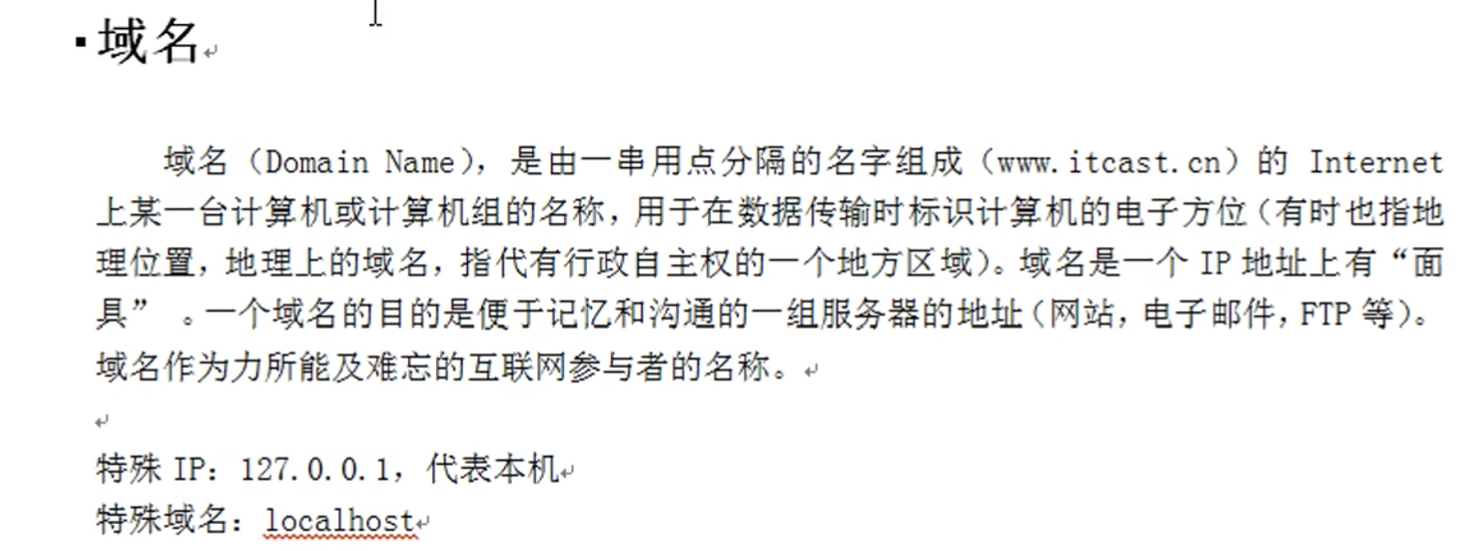 域名
域名（Domain Name），是由一串用点分隔的名字组成（www.itcast.cn）的 Internet
上某一台计算机或计算机组的名称，用于在数据传输时标识计算机的电子方位（有时也指地
理位置，地理上的域名，指代有行政自主权的一个地方区域）。域名是一个 IP 地址上有“面
具” 。一个域名的目的是便于记忆和沟通的一组服务器的地址（网站，电子邮件，FTP 等）。
域名作为力所能及难忘的互联网参与者的名称。
特殊 IP：127.0.0.1，代表本机
特殊域名：localhost